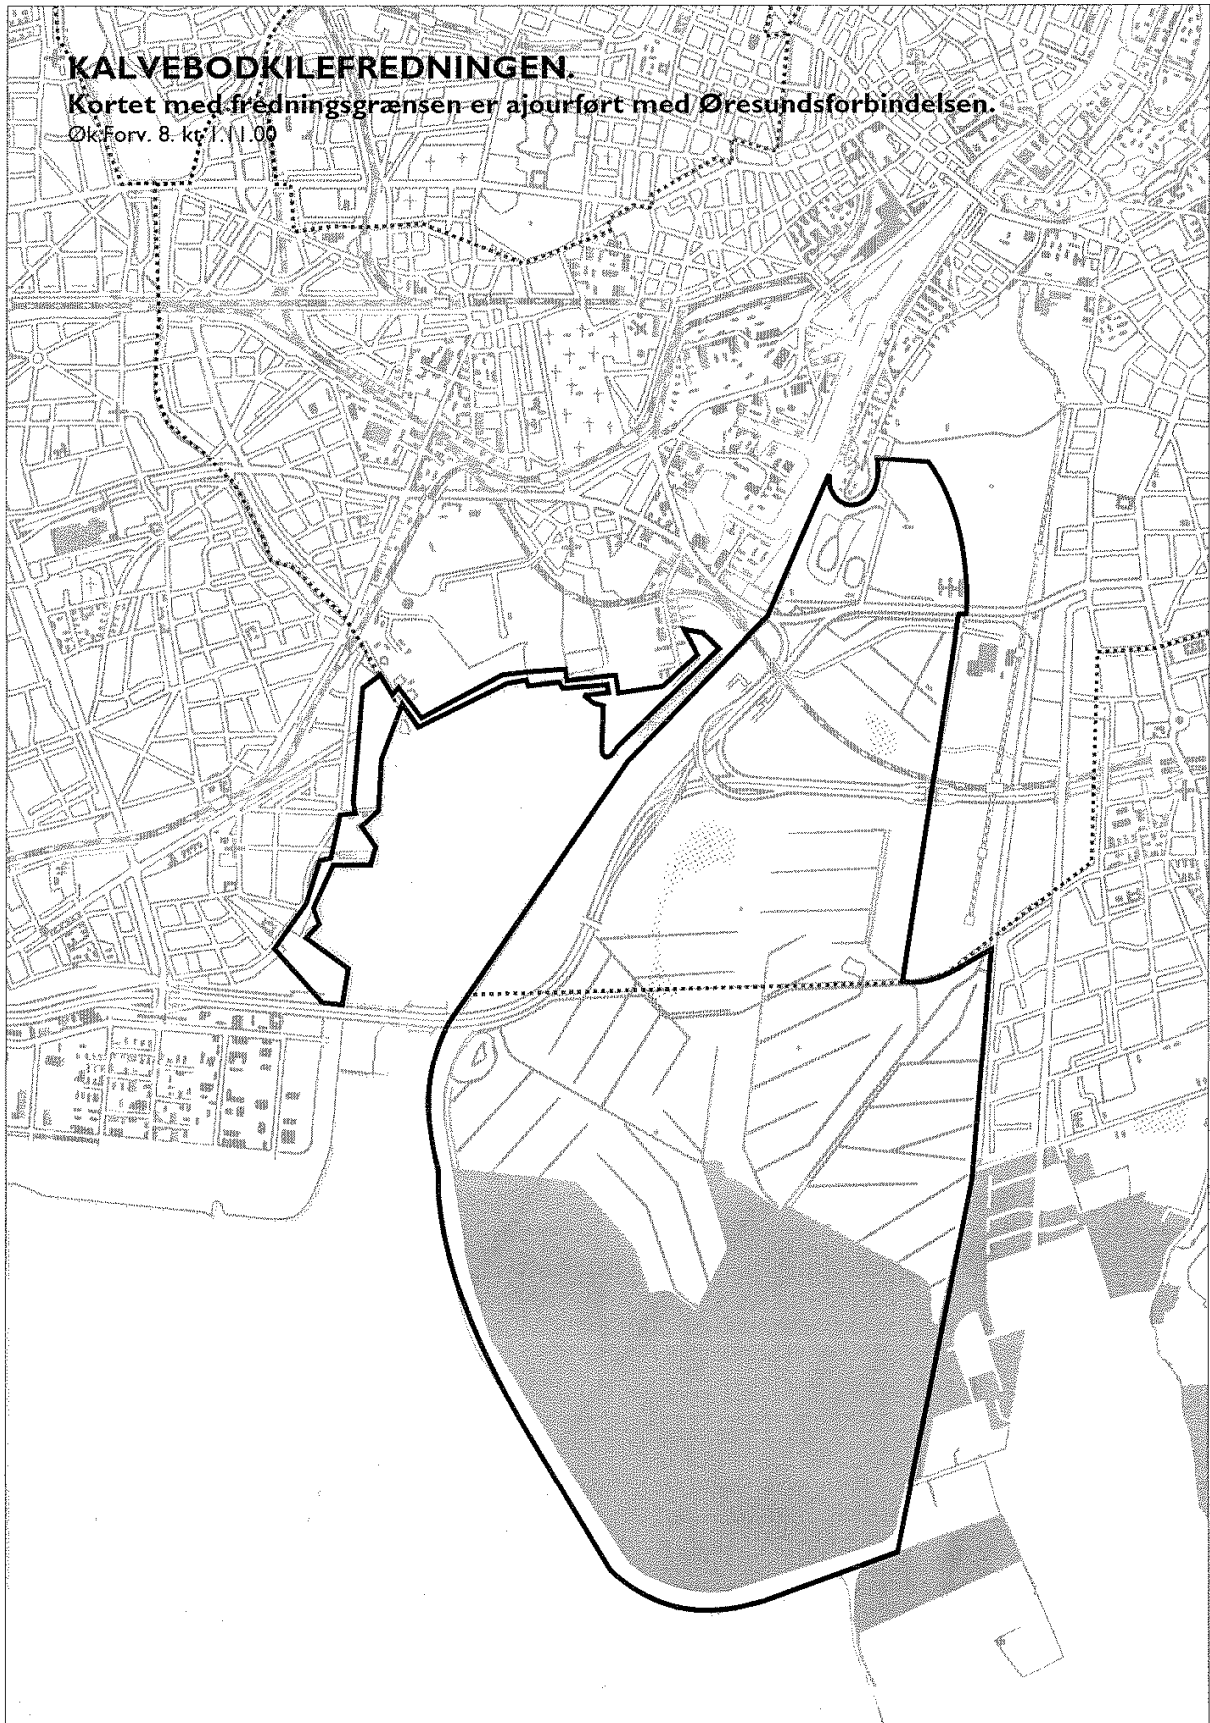 KALVEBODKILEFREDNINGEN.
Kortet med fredningsgrænsen er ajourført med Øresundsforbindelsen.
Øk.Forv. 8. kt. 1.11.00